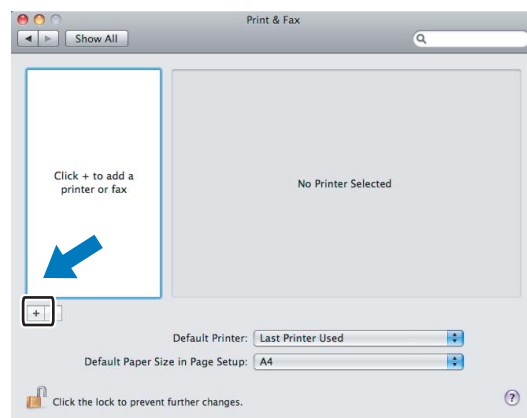 Print & Fax
Show All
Click + to add a
printer or fax
No Printer Selected
+
Default Printer: Last Printer Used
Default Paper Size in Page Setup: A4
Click the lock to prevent further changes.
?